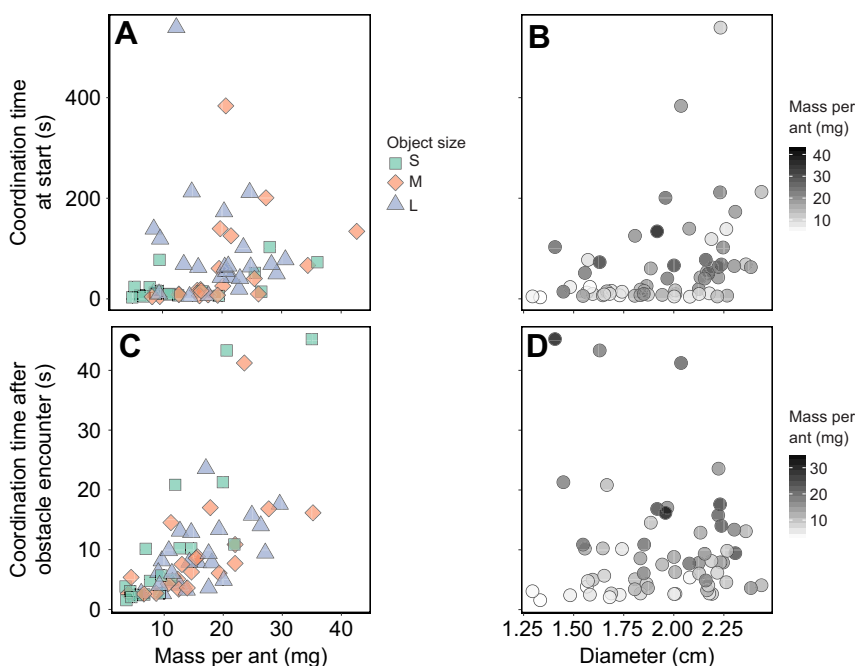 A
B
Coordination time
at start (s)
400
200
0
Object size
S
M
L
Mass per
ant (mg)
40
30
20
10
C
D
Coordination time after
obstacle encounter (s)
40
30
20
10
0
10 20 30 40
Mass per ant (mg)
1.25 1.50 1.75 2.00 2.25
Diameter (cm)
Mass per
ant (mg)
30
20
10